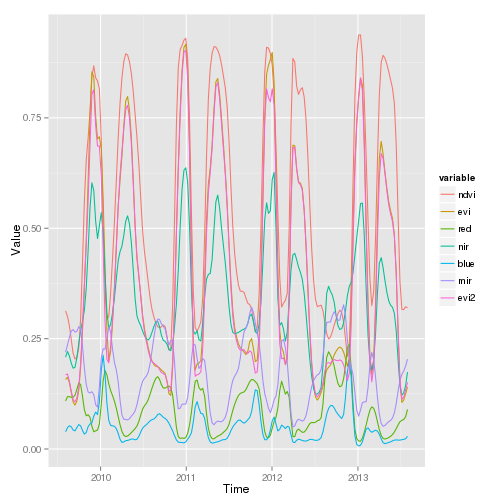 0.75
0.50
0.25
0.00
Value
2010 2011 2012 2013
Time
variable
ndvi
evi
red
nir
blue
mir
evi2